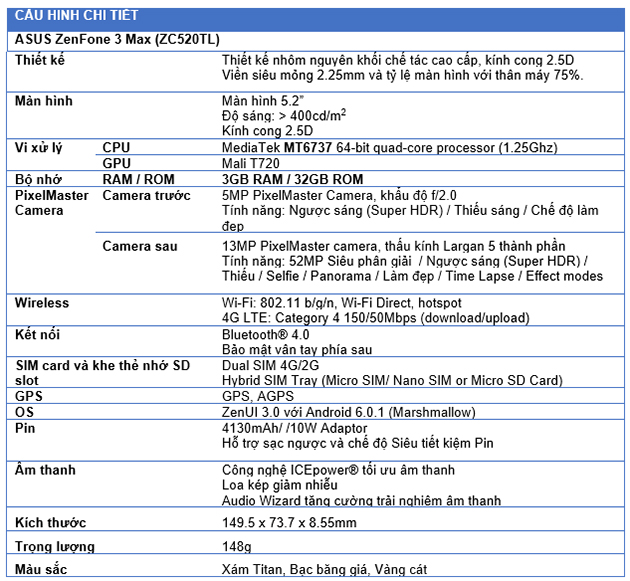 CẤU HÌNH CHI TIẾT
ASUS ZenFone 3 Max (ZC520TL)
Thiết kế Thiết kế nhôm nguyên khối chế tác cao cấp, kính cong 2.5D
Viền siêu mỏng 2.25mm và tỷ lệ màn hình với thân máy 75%.
Màn hình Màn hình 5.2”
Độ sáng: > 400cd/m²
Kính cong 2.5D
Vi xử lý CPU MediaTek MT6737 64-bit quad-core processor (1.25Ghz)
GPU Mali T720
Bộ nhớ RAM / ROM 3GB RAM / 32GB ROM
PixelMaster Camera trước 5MP PixelMaster Camera, khẩu độ f/2.0
Camera Tính năng: Ngược sáng (Super HDR) / Thiếu sáng / Chế độ làm
đẹp
Camera sau 13MP PixelMaster camera, thấu kính Largan 5 thành phần
Tính năng: 52MP Siêu phân giải / Ngược sáng (Super HDR) /
Thiếu / Selfie / Panorama / Làm đẹp / Time Lapse / Effect modes
Wireless Wi-Fi: 802.11 b/g/n, Wi-Fi Direct, hotspot
4G LTE: Category 4 150/50Mbps (download/upload)
Kết nối Bluetooth® 4.0
Bảo mật vân tay phía sau
SIM card và khe thẻ nhớ SD Dual SIM 4G/2G
slot Hybrid SIM Tray (Micro SIM/ Nano SIM or Micro SD Card)
GPS GPS, AGPS
OS ZenUI 3.0 với Android 6.0.1 (Marshmallow)
Pin 4130mAh/ /10W Adaptor
Hỗ trợ sạc ngược và chế độ Siêu tiết kiệm Pin
Âm thanh Công nghệ ICEpower® tối ưu âm thanh
Loa kép giảm nhiễu
Audio Wizard tăng cường trải nghiệm âm thanh
Kích thước 149.5 x 73.7 x 8.55mm
Trọng lượng 148g
Màu sắc Xám Titan, Bạc băng giá, Vàng cát